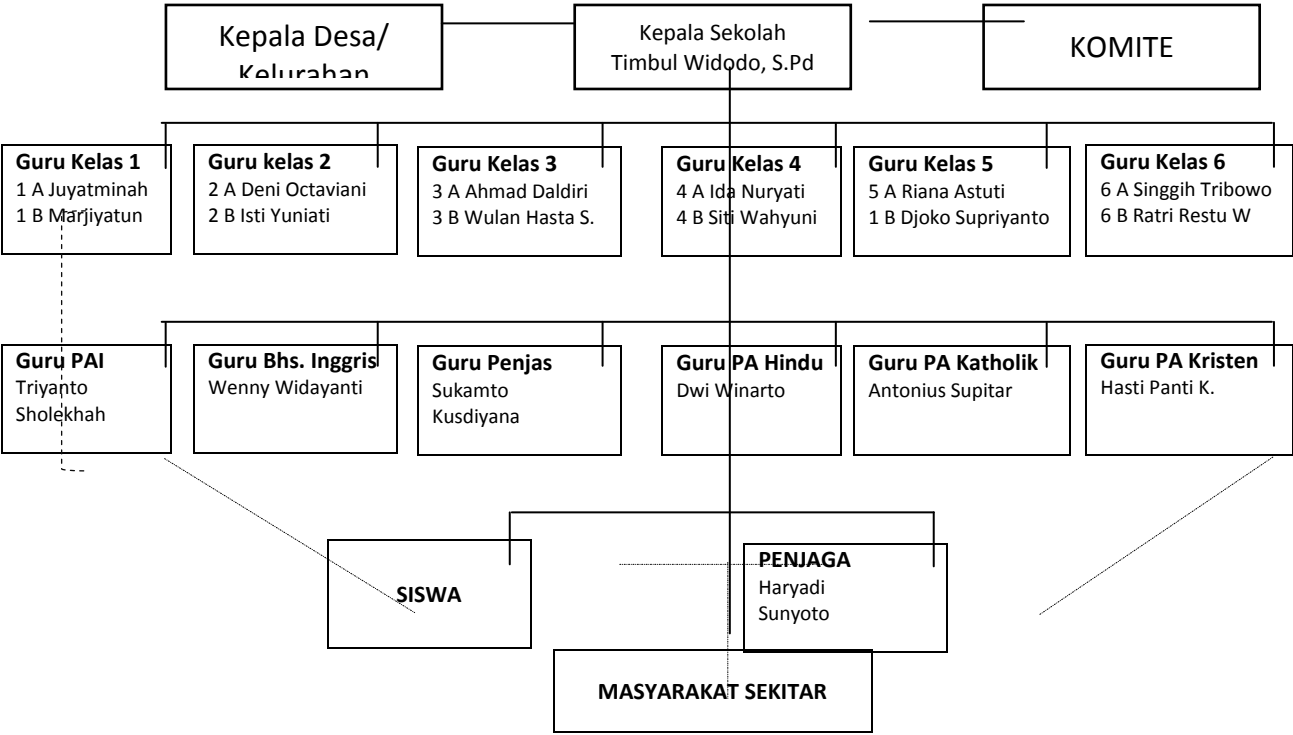 Kepala Desa/
Kelurahan
Kepala Sekolah
Timbul Widodo, S.Pd
KOMITE
Guru Kelas 1
1 A Juyatminah
1 B Marjiyatun
Guru kelas 2
2 A Deni Octaviani
2 B Isti Yuniati
Guru Kelas 3
3 A Ahmad Daldiri
3 B Wulan Hasta S.
Guru Kelas 4
4 A Ida Nuryati
4 B Siti Wahyuni
Guru Kelas 5
5 A Riana Astuti
1 B Djoko Supriyanto
Guru Kelas 6
6 A Singgih Tribowo
6 B Ratri Restu W
Guru PAI
Triyanto
Sholekhah
Guru Bhs. Inggris
Wenny Widayanti
Guru Penjas
Sukamto
Kusdiyana
Guru PA Hindu
Dwi Winarto
Guru PA Katholik
Antonius Supitar
Guru PA Kristen
Hasti Panti K.
SISWA
PENJAGA
Haryadi
Sunyoto
MASYARAKAT SEKITAR